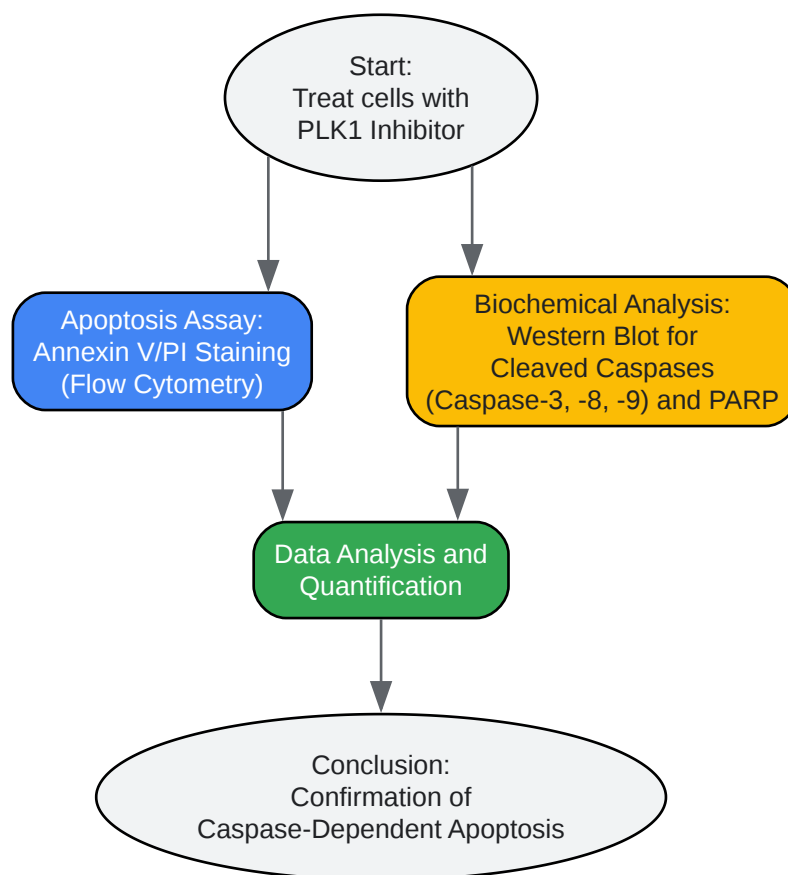 Start:
Treat cells with
PLK1 Inhibitor
Apoptosis Assay:
Annexin V/PI Staining
(Flow Cytometry)
Biochemical Analysis:
Western Blot for
Cleaved Caspases
(Caspase-3, -8, -9) and PARP
Data Analysis and
Quantification
Conclusion:
Confirmation of
Caspase-Dependent Apoptosis